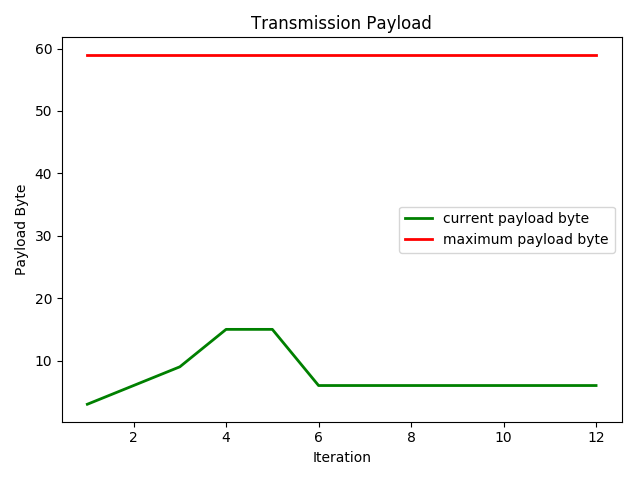 Transmission Payload
60
50
40
30
20
10
Payload Byte
current payload byte
maximum payload byte
2 4 6 8 10 12
Iteration